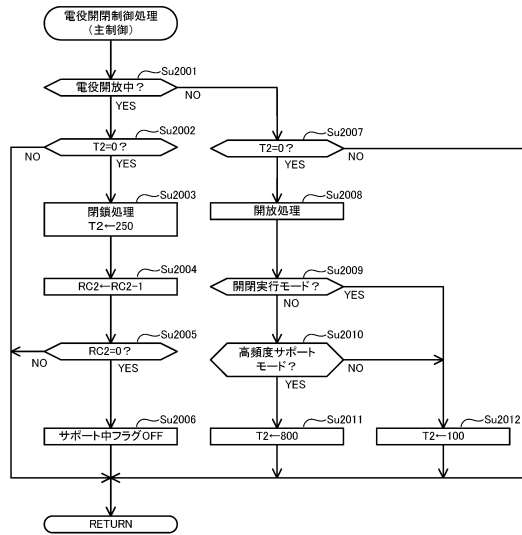 電役開閉制御処理
（主制御）
Su2001
電役開放中？
NO
YES
Su2002
T2=0？
NO
YES
Su2003
閉鎖処理
T2←250
Su2004
RC2←RC2-1
Su2005
RC2=0？
NO
YES
Su2006
サポート中フラグOFF
Su2007
T2=0？
YES
NO
Su2008
開放処理
Su2009
開閉実行モード？
YES
NO
Su2010
高頻度サポート
モード？
NO
YES
Su2011
T2←800
Su2012
T2←100
RETURN